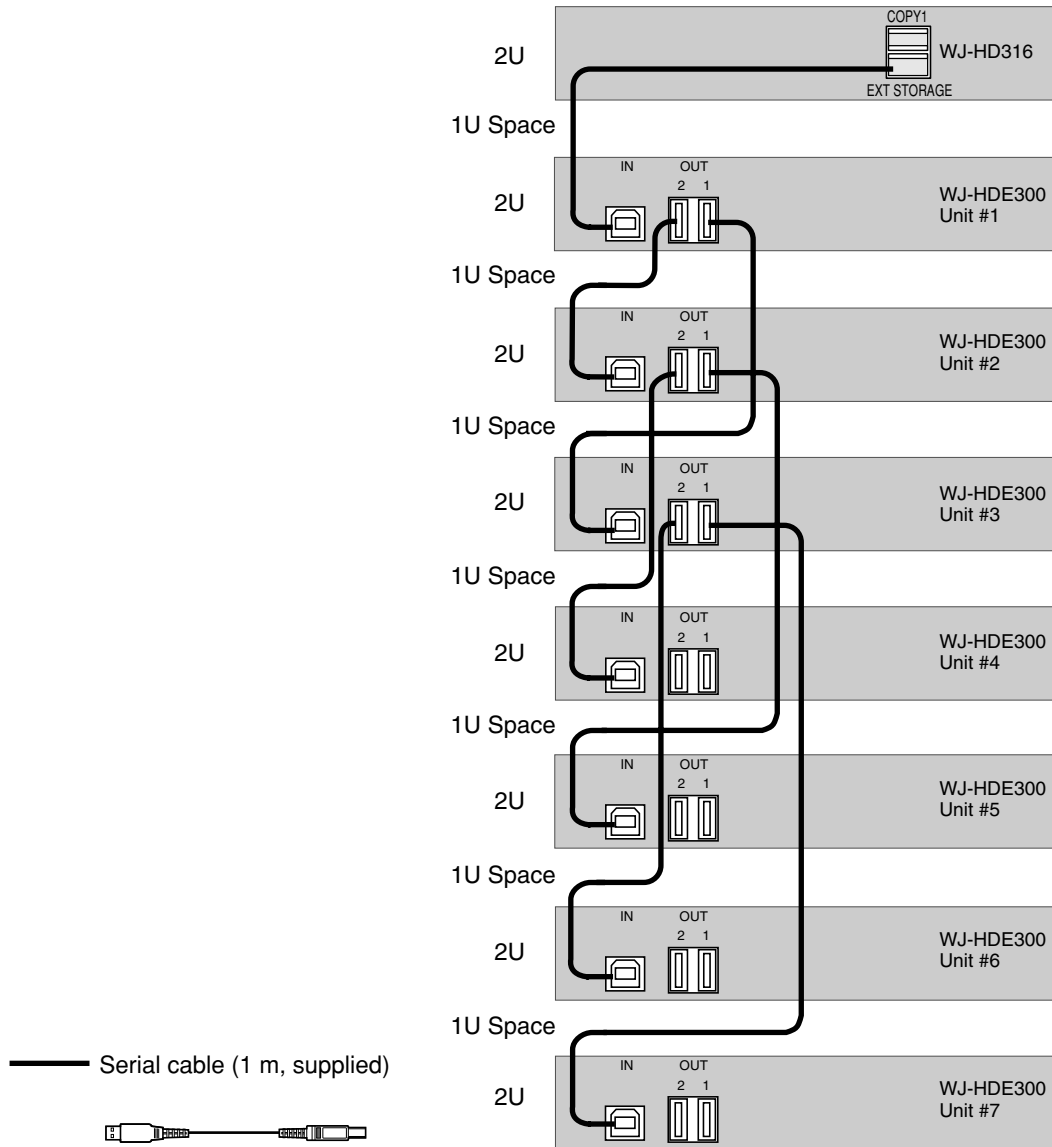 COPY1
2U
WJ-HD316
EXT STORAGE
1U Space
IN OUT
2 1
2U
WJ-HDE300
Unit #1
1U Space
IN OUT
2 1
2U
WJ-HDE300
Unit #2
1U Space
IN OUT
2 1
2U
WJ-HDE300
Unit #3
1U Space
IN OUT
2 1
2U
WJ-HDE300
Unit #4
1U Space
IN OUT
2 1
2U
WJ-HDE300
Unit #5
1U Space
IN OUT
2 1
2U
WJ-HDE300
Unit #6
1U Space
IN OUT
2 1
2U
WJ-HDE300
Unit #7
Serial cable (1 m, supplied)